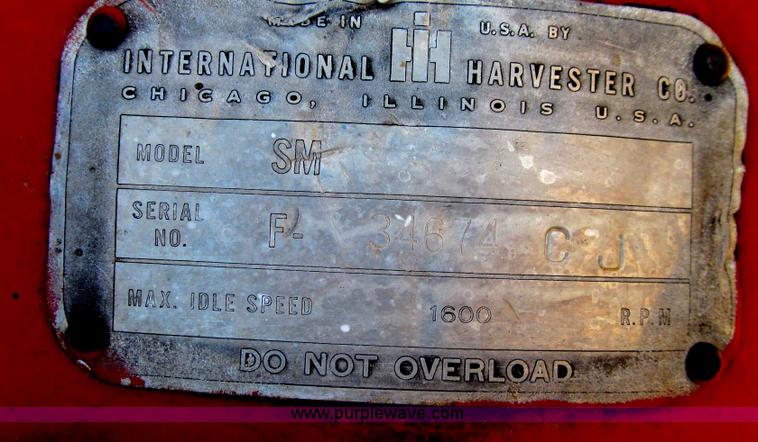 MADE IN U.S.A. BY
INTERNATIONAL IH HARVESTER CO.
CHICAGO, ILLINOIS U.S.A.
MODEL SM
SERIAL NO. F- 34674 C J
MAX. IDLE SPEED 1600 R.P.M
DO NOT OVERLOAD
www.purplewave.com